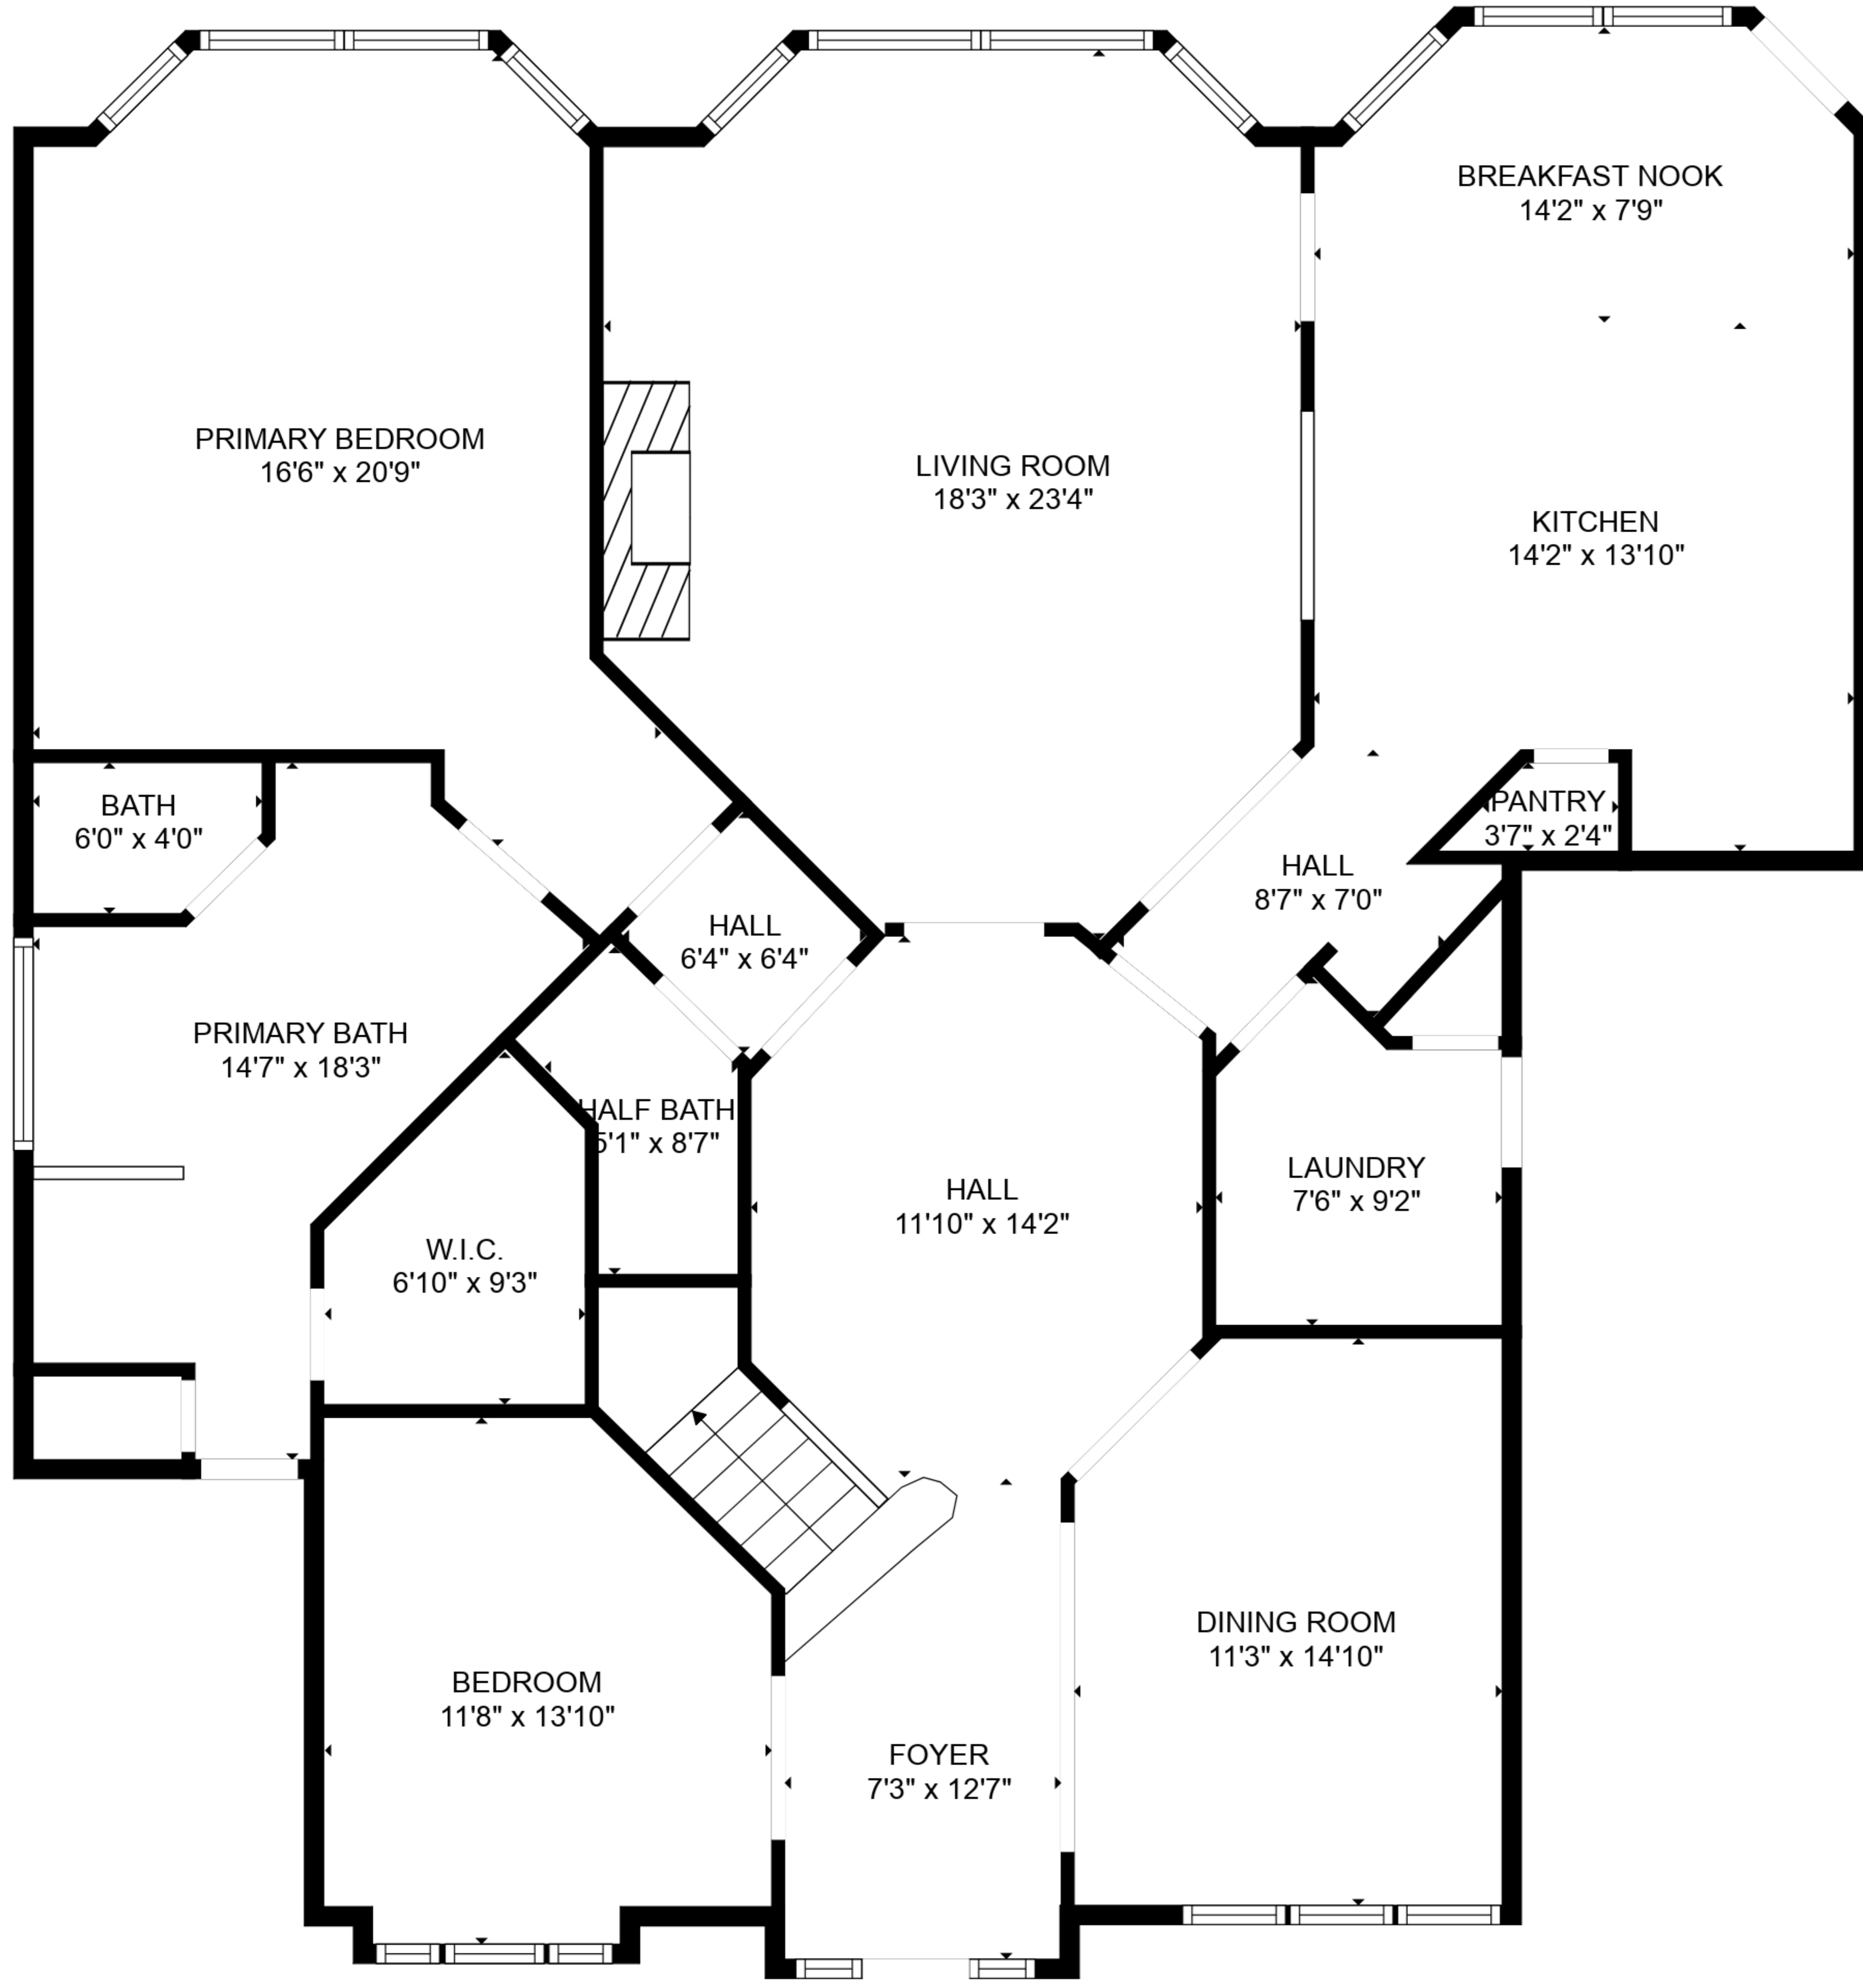 BREAKFAST NOOK
14'2" x 7'9"
PRIMARY BEDROOM
16'6" x 20'9"
LIVING ROOM
18'3" x 23'4"
KITCHEN
14'2" x 13'10"
BATH
6'0" x 4'0"
PANTRY
3'7" x 2'4"
HALL
8'7" x 7'0"
HALL
6'4" x 6'4"
PRIMARY BATH
14'7" x 18'3"
HALF BATH
5'1" x 8'7"
LAUNDRY
7'6" x 9'2"
HALL
11'10" x 14'2"
W.I.C.
6'10" x 9'3"
DINING ROOM
11'3" x 14'10"
BEDROOM
11'8" x 13'10"
FOYER
7'3" x 12'7"